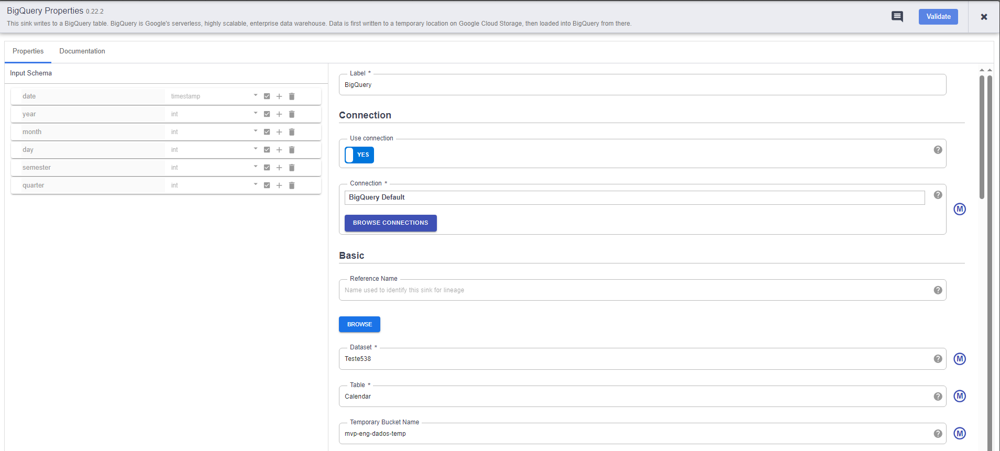 BigQuery Properties 0.22.2
This sink writes to a BigQuery table. BigQuery is Google's serverless, highly scalable, enterprise data warehouse. Data is first written to a temporary location on Google Cloud Storage, then loaded into BigQuery from there.
Validate
Properties Documentation
Input Schema
date timestamp
year int
month int
day int
semester int
quarter int
Label *
BigQuery
Connection
Use connection
YES
Connection *
BigQuery Default
BROWSE CONNECTIONS
M
Basic
Reference Name
Name used to identify this sink for lineage
BROWSE
Dataset *
Teste538
M
Table *
Calendar
M
Temporary Bucket Name
mvp-eng-dados-temp
M